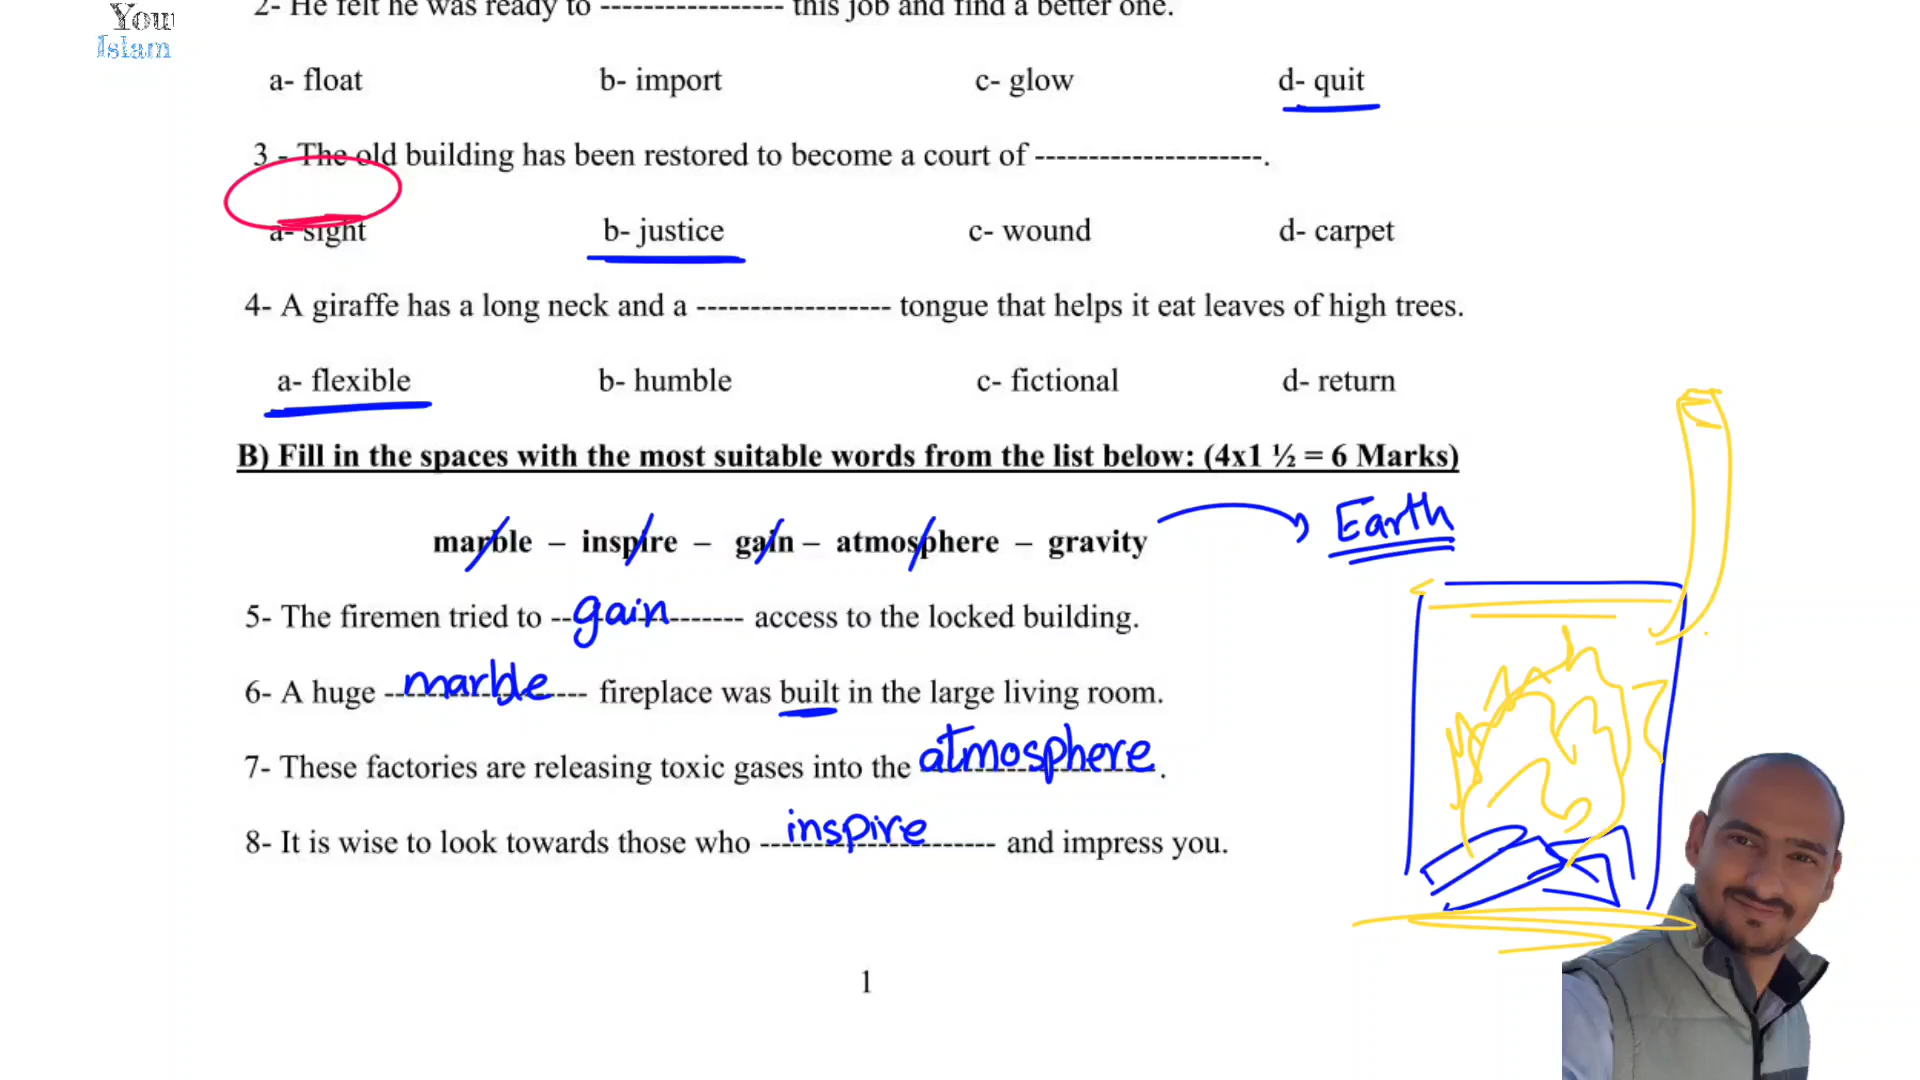 You
Islam
2- He felt he was ready to ----------------- this job and find a better one.
a- float b- import c- glow d- quit
3 - The old building has been restored to become a court of ---------------------.
a- sight b- justice c- wound d- carpet
4- A giraffe has a long neck and a ------------------ tongue that helps it eat leaves of high trees.
a- flexible b- humble c- fictional d- return
B) Fill in the spaces with the most suitable words from the list below: (4x1 ½ = 6 Marks)
marble – inspire – gain – atmosphere – gravity Earth
5- The firemen tried to --gain------- access to the locked building.
6- A huge --marble--- fireplace was built in the large living room.
7- These factories are releasing toxic gases into the atmosphere.
8- It is wise to look towards those who --inspire------ and impress you.
1